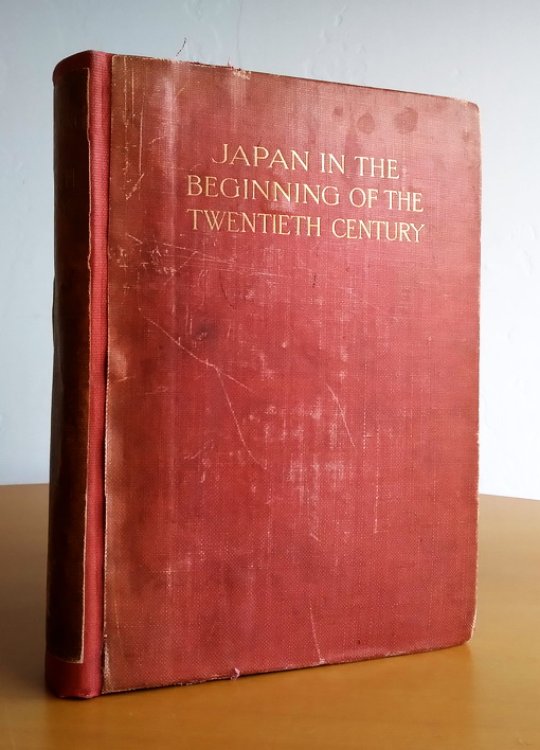 JAPAN IN THE
BEGINNING OF THE
TWENTIETH CENTURY